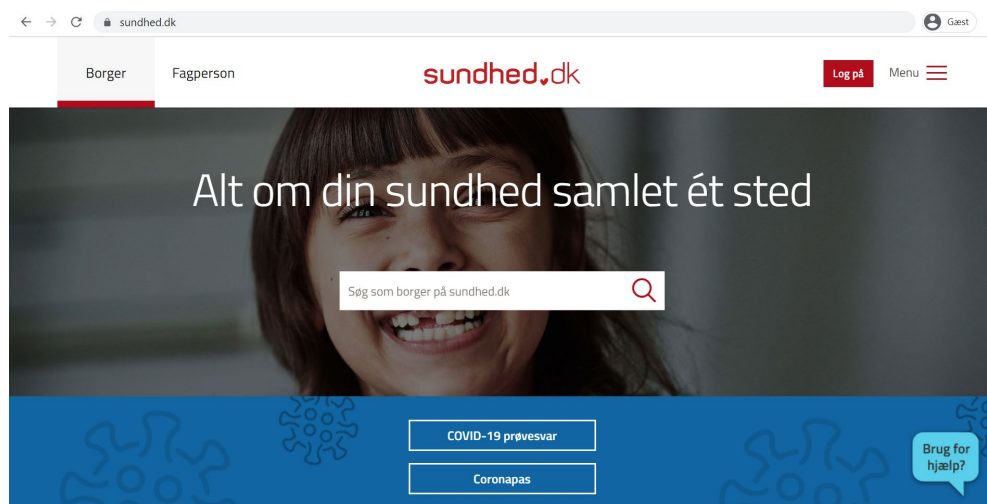 sundhed.dk
Gæst
Borger
Fagperson
sundhed.dk
Log på
Menu
Alt om din sundhed samlet ét sted
Søg som borger på sundhed.dk
COVID-19 prøvesvar
Coronapas
Brug for
hjælp?